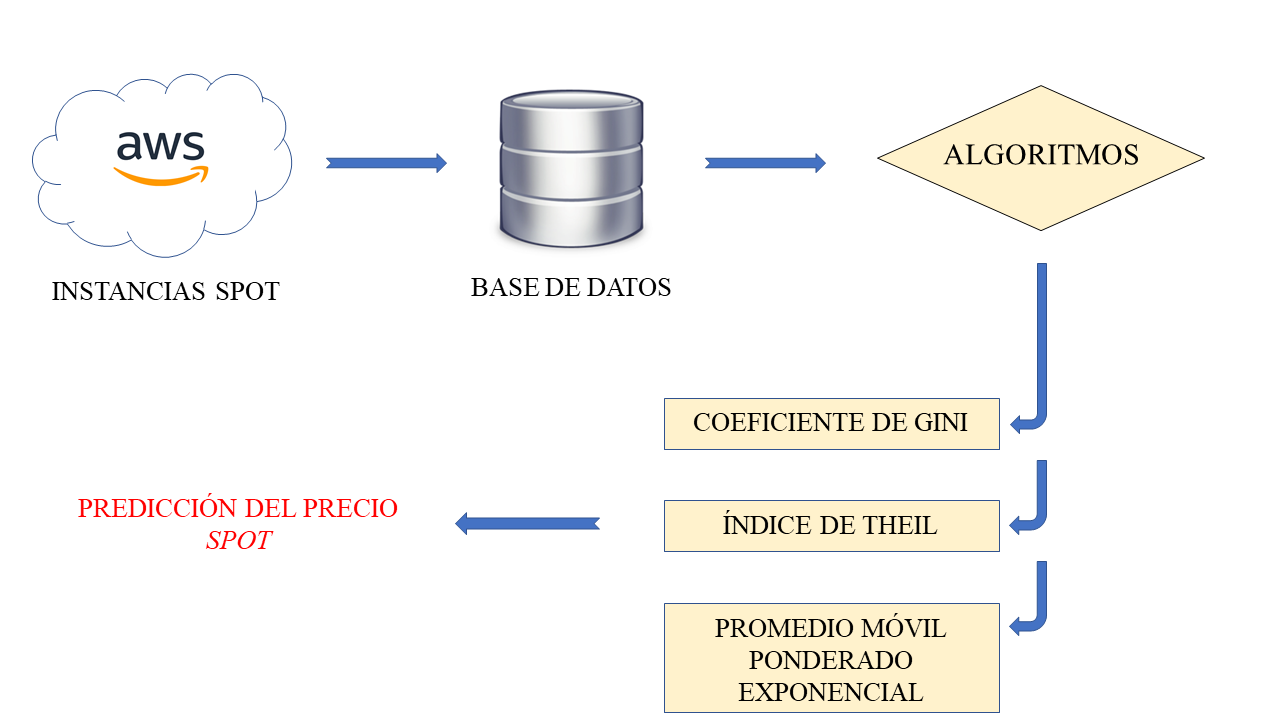 aws
INSTANCIAS SPOT
BASE DE DATOS
ALGORITMOS
COEFICIENTE DE GINI
ÍNDICE DE THEIL
PROMEDIO MÓVIL
PONDERADO
EXPONENCIAL
PREDICCIÓN DEL PRECIO
SPOT